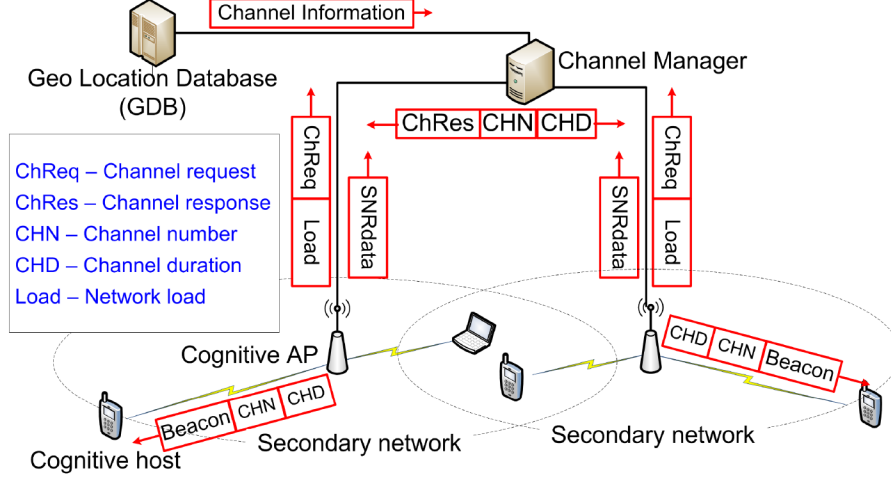 Channel Information
Geo Location Database
(GDB)
Channel Manager
ChReq
Load
SNRdata
ChRes CHN CHD
SNRdata
ChReq
Load
ChReq – Channel request
ChRes – Channel response
CHN – Channel number
CHD – Channel duration
Load – Network load
Cognitive AP
CHD CHN Beacon
Beacon CHN CHD
Cognitive host
Secondary network
Secondary network